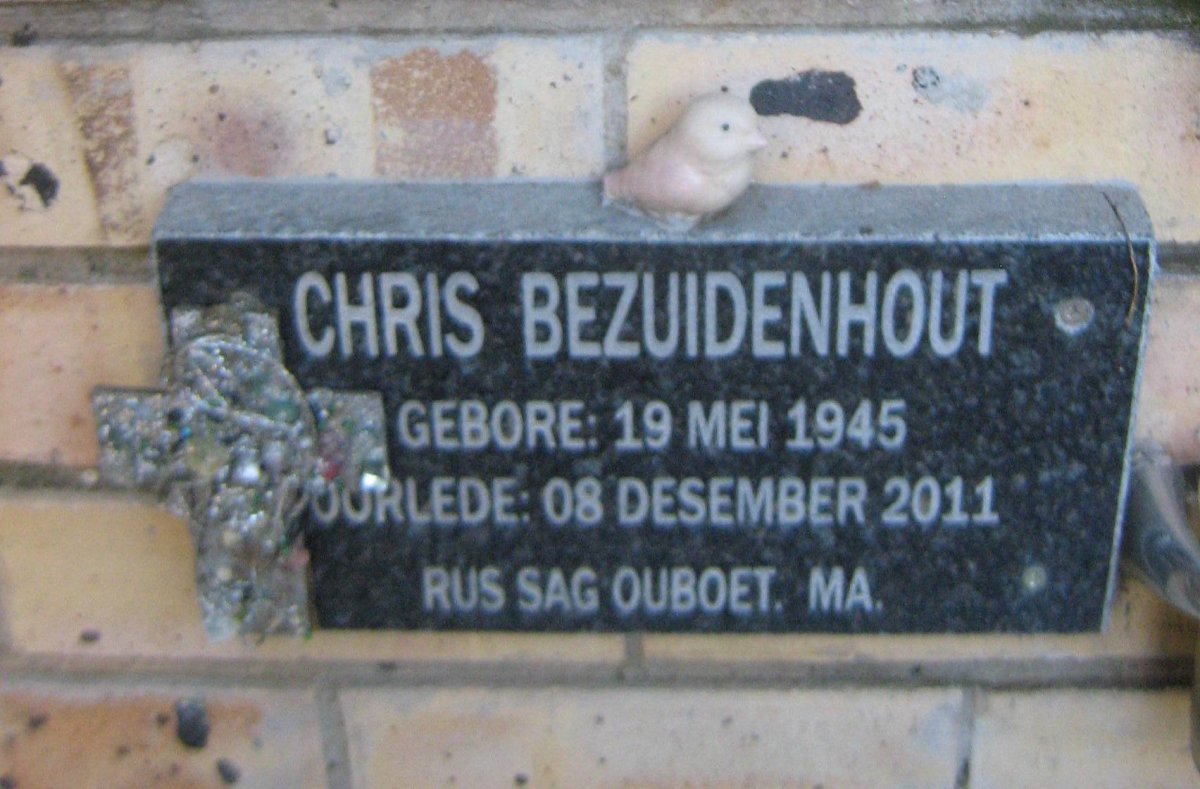 CHRIS BEZUIDENHOUT
GEBORE: 19 MEI 1945
OORLEDE: 08 DESEMBER 2011
RUS SAG OUBOET. MA.